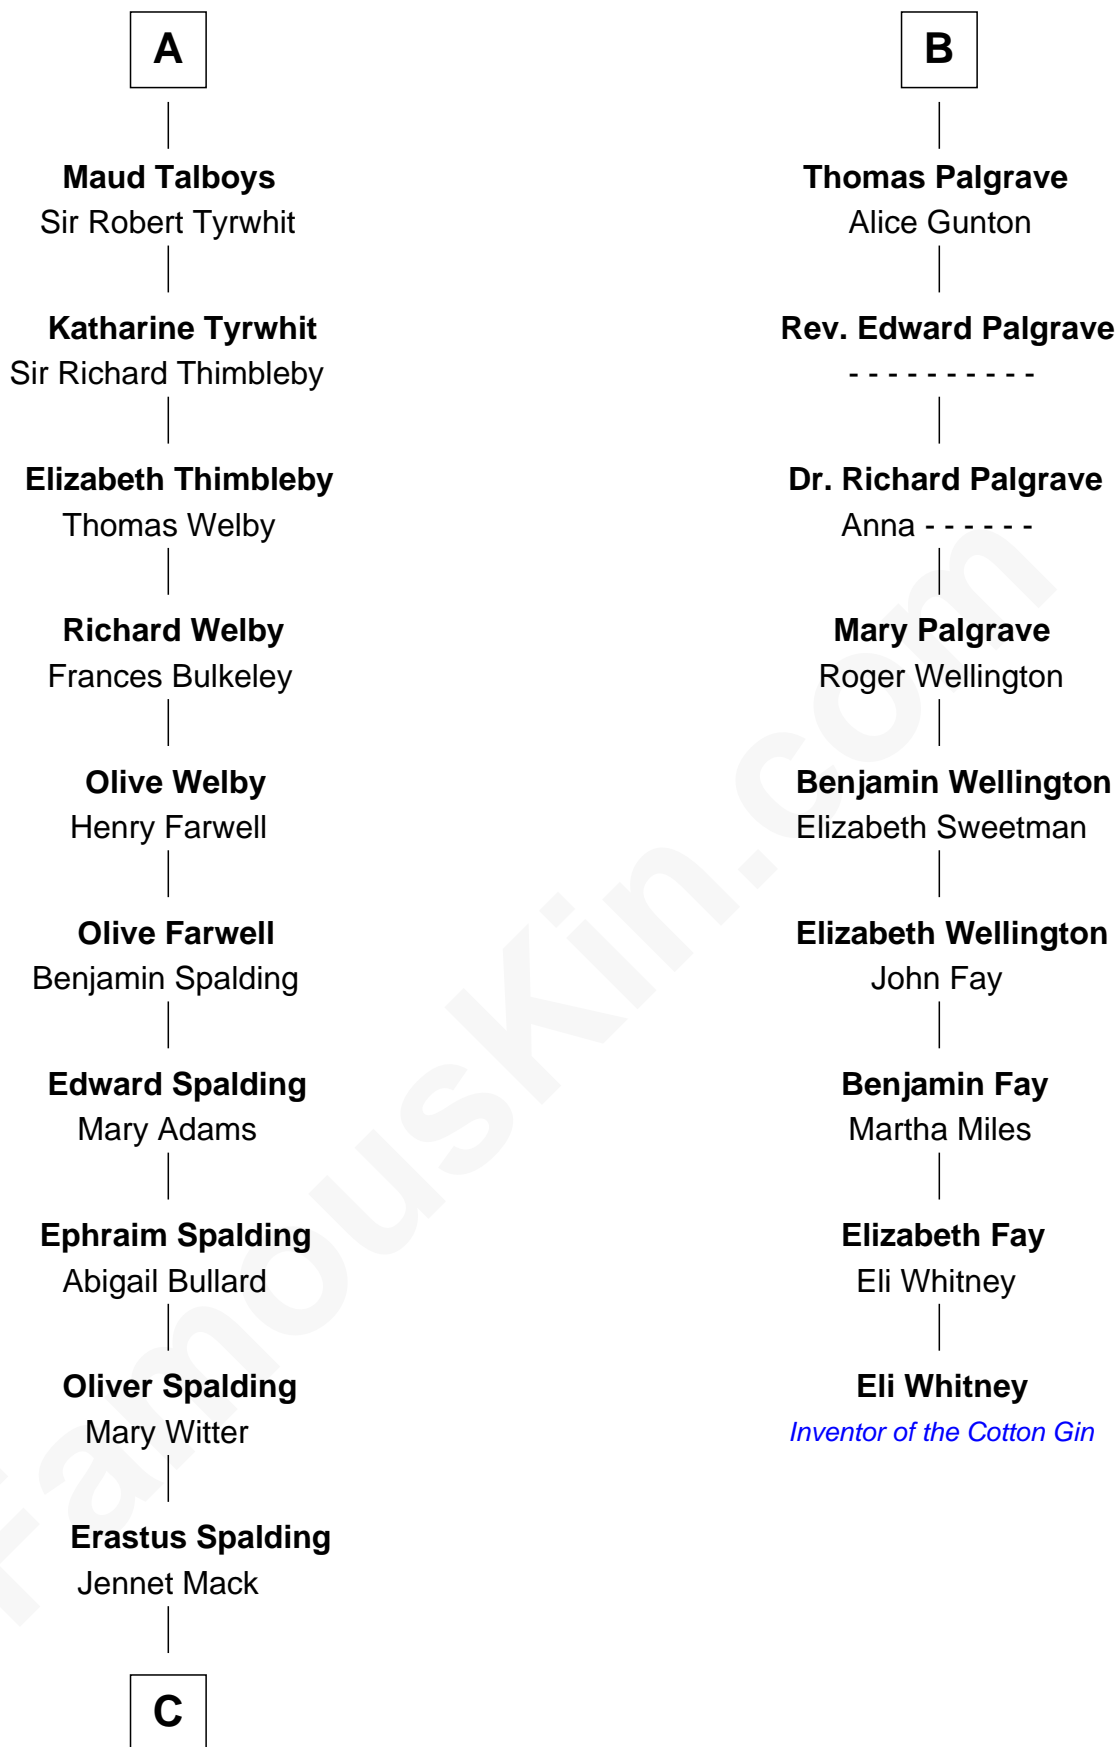 A
Maud Talboys
Sir Robert Tyrwhit
Katharine Tyrwhit
Sir Richard Thimbleby
Elizabeth Thimbleby
Thomas Welby
Richard Welby
Frances Bulkeley
Olive Welby
Henry Farwell
Olive Farwell
Benjamin Spalding
Edward Spalding
Mary Adams
Ephraim Spalding
Abigail Bullard
Oliver Spalding
Mary Witter
Erastus Spalding
Jennet Mack
C
B
Thomas Palgrave
Alice Gunton
Rev. Edward Palgrave
- - - - - - - - - -
Dr. Richard Palgrave
Anna - - - - - -
Mary Palgrave
Roger Wellington
Benjamin Wellington
Elizabeth Sweetman
Elizabeth Wellington
John Fay
Benjamin Fay
Martha Miles
Elizabeth Fay
Eli Whitney
Eli Whitney
Inventor of the Cotton Gin
FamousKin.com